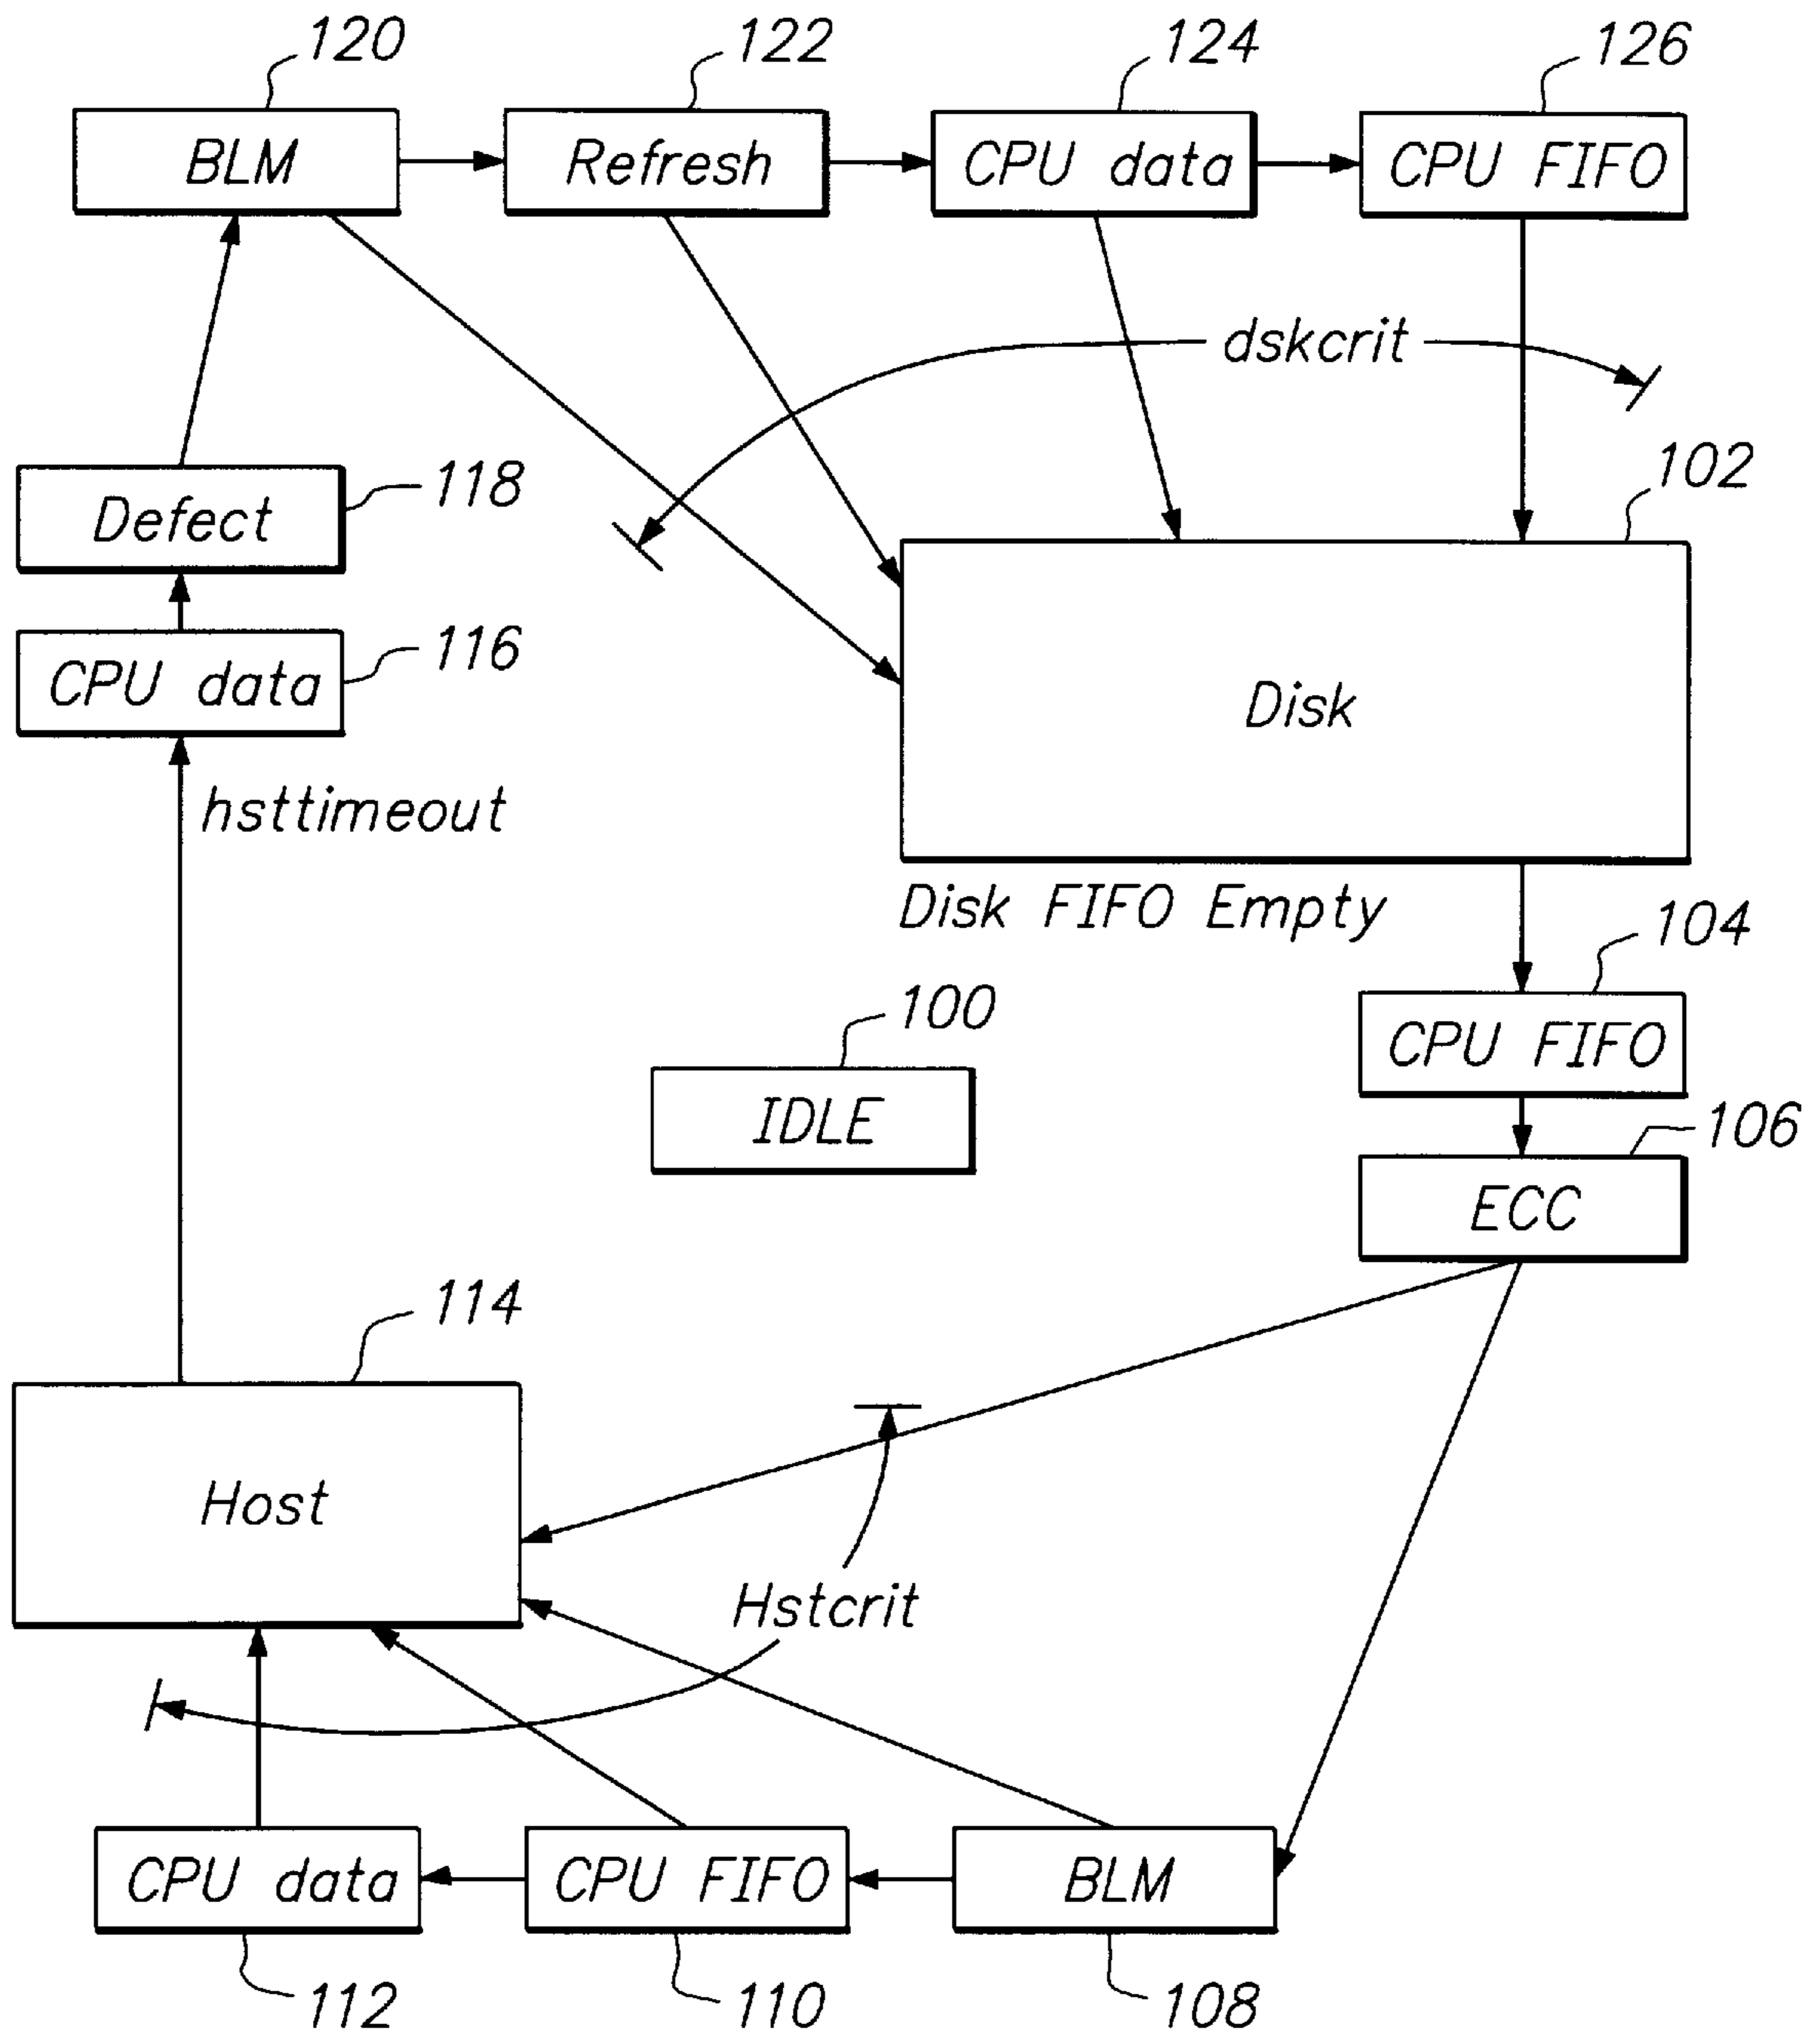 120
122
124
126
BLM
Refresh
CPU data
CPU FIFO
dskcrit
102
118
Defect
116
CPU data
Disk
hsttimeout
Disk FIFO Empty
104
100
CPU FIFO
IDLE
106
ECC
114
Host
Hstcrit
CPU data
CPU FIFO
BLM
112
110
108